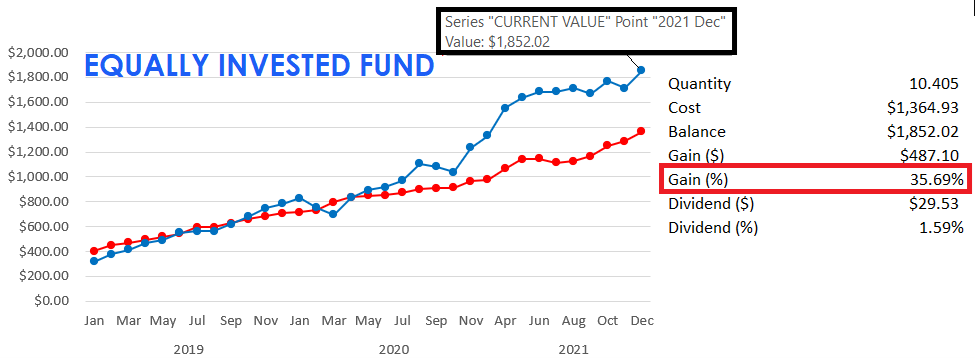 Series "CURRENT VALUE" Point "2021 Dec"
Value: $1,852.02
EQUALLY INVESTED FUND
$2,000.00
$1,800.00
$1,600.00
$1,400.00
$1,200.00
$1,000.00
$800.00
$600.00
$400.00
$200.00
$0.00
Jan Mar May Jul Sep Nov Jan Mar May Jul Sep Nov Apr Jun Aug Oct Dec
2019 2020 2021
Quantity 10.405
Cost $1,364.93
Balance $1,852.02
Gain ($) $487.10
Gain (%) 35.69%
Dividend ($) $29.53
Dividend (%) 1.59%